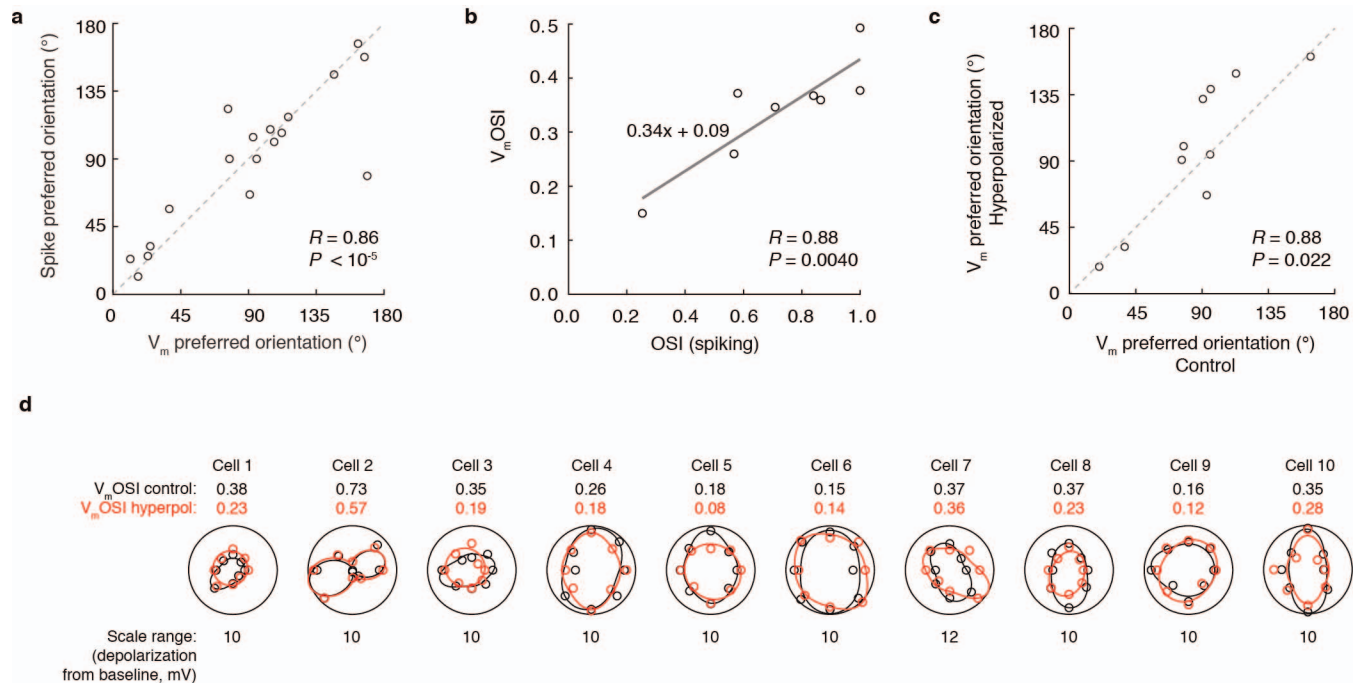 a
180
135
90
45
0
0 45 90 135 180
Spike preferred orientation (°)
Vm preferred orientation (°)
R = 0.86
P < 10-5
b
0.5
0.4
0.3
0.2
0.1
0.0
0.0 0.2 0.4 0.6 0.8 1.0
VmOSI
OSI (spiking)
0.34x + 0.09
R = 0.88
P = 0.0040
c
180
135
90
45
0
0 45 90 135 180
Vm preferred orientation (°)
Hyperpolarized
Vm preferred orientation (°)
Control
R = 0.88
P = 0.022
d
Cell 1 Cell 2 Cell 3 Cell 4 Cell 5 Cell 6 Cell 7 Cell 8 Cell 9 Cell 10
VmOSI control: 0.38 0.73 0.35 0.26 0.18 0.15 0.37 0.37 0.16 0.35
VmOSI hyperpol: 0.23 0.57 0.19 0.18 0.08 0.14 0.36 0.23 0.12 0.28
Scale range: 10 10 10 10 10 10 12 10 10 10
(depolarization
from baseline, mV)